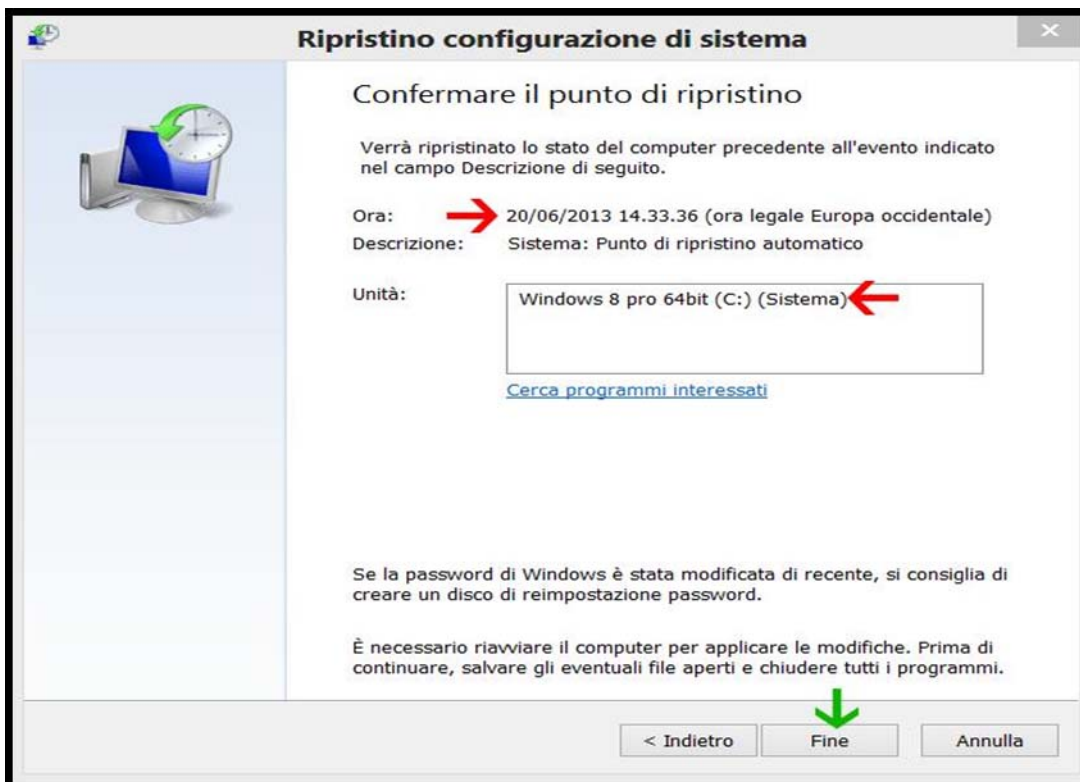 Ripristino configurazione di sistema
Confermare il punto di ripristino
Verrà ripristinato lo stato del computer precedente all'evento indicato
nel campo Descrizione di seguito.
Ora: 20/06/2013 14.33.36 (ora legale Europa occidentale)
Descrizione: Sistema: Punto di ripristino automatico
Unità: Windows 8 pro 64bit (C:) (Sistema)
Cerca programmi interessati
Se la password di Windows è stata modificata di recente, si consiglia di
creare un disco di reimpostazione password.
È necessario riavviare il computer per applicare le modifiche. Prima di
continuare, salvare gli eventuali file aperti e chiudere tutti i programmi.
< Indietro Fine Annulla